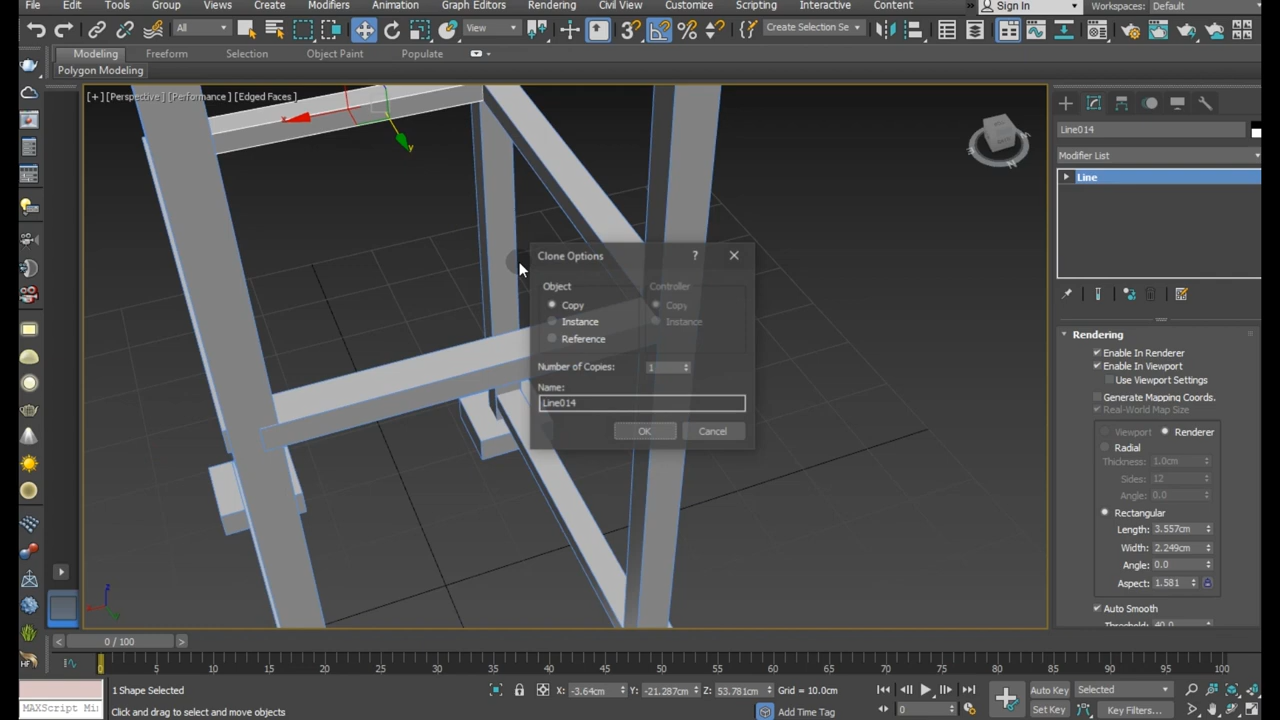 File Edit Tools Group Views Create Modifiers Animation Graph Editors Rendering Civil View Customize Scripting Interactive Content » Sign In Workspaces: Default
All View Create Selection Se
Modeling Freeform Selection Object Paint Populate
Polygon Modeling
[+] [Perspective] [Performance] [Edged Faces]
x
y
Line014
Modifier List
Line
Clone Options ? ✕
Object Controller
Copy Copy
Instance Instance
Reference
Number of Copies: 1
Name:
Line014
OK Cancel
Rendering
Enable In Renderer
Enable In Viewport
Use Viewport Settings
Generate Mapping Coords.
Real-World Map Size
Viewport Renderer
Radial
Thickness: 1.0cm
Sides: 12
Angle: 0.0
Rectangular
Length: 3.557cm
Width: 2.249cm
Angle: 0.0
Aspect: 1.581
Auto Smooth
Threshold: 40.0
z
< 0 / 100 >
0 5 10 15 20 25 30 35 40 45 50 55 60 65 70 75 80 85 90 95 100
1 Shape Selected X: -3.64cm Y: -21.287cm Z: 53.781cm Grid = 10.0cm Auto Key Selected
MAXScript Mi Click and drag to select and move objects Add Time Tag 0 Set Key Key Filters...